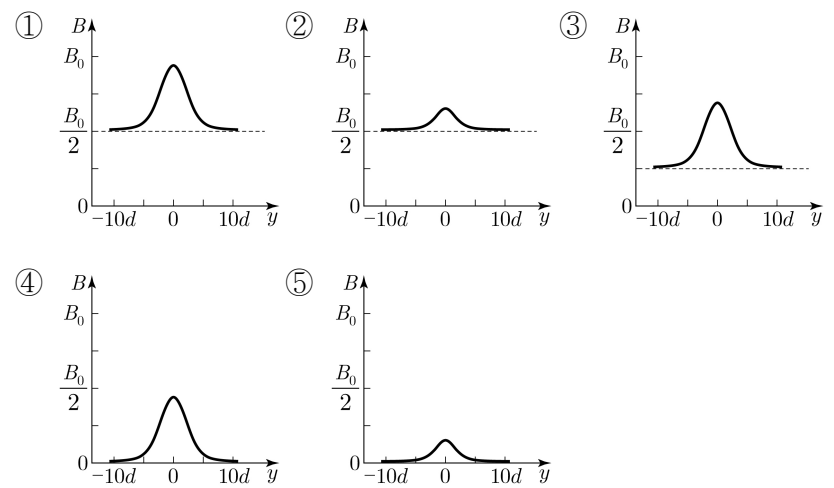 ① B ② B ③ B
B₀ B₀ B₀
B₀/2 B₀/2 B₀/2
0 −10d 0 10d y 0 −10d 0 10d y 0 −10d 0 10d y
④ B ⑤ B
B₀ B₀
B₀/2 B₀/2
0 −10d 0 10d y 0 −10d 0 10d y